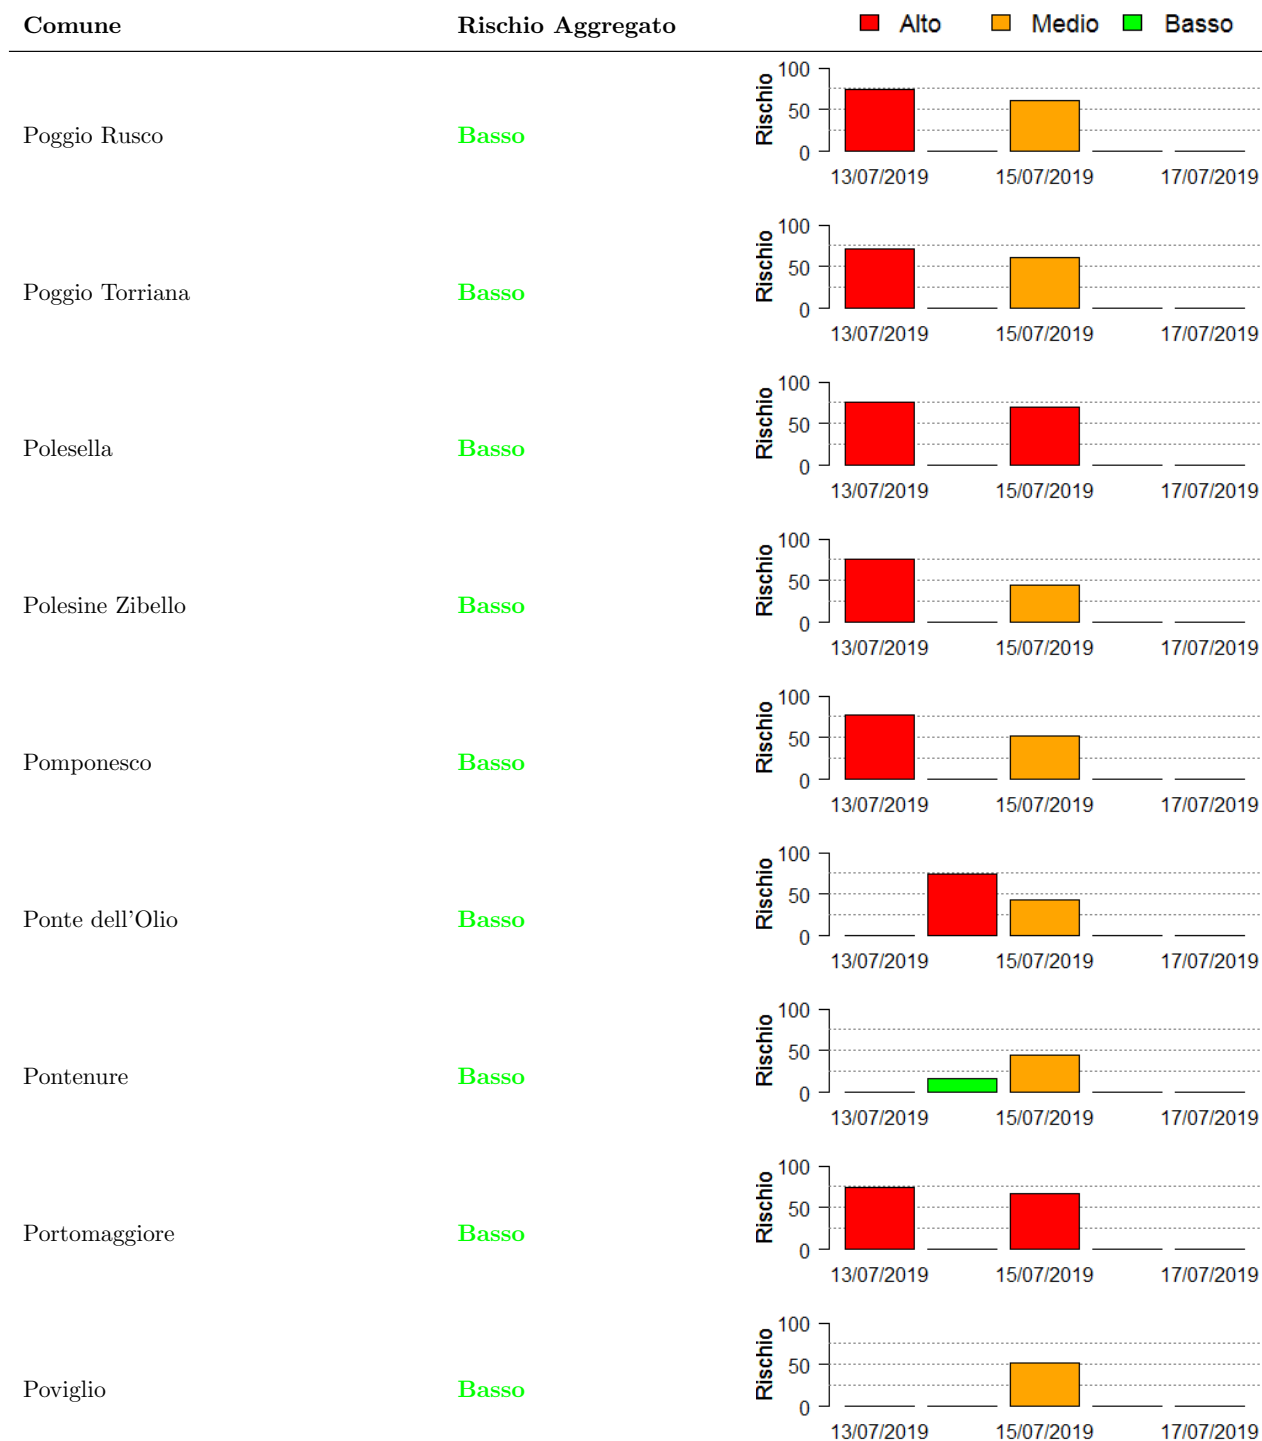 Comune Rischio Aggregato Alto Medio Basso
Poggio Rusco Basso Rischio 100 50 0
13/07/2019 15/07/2019 17/07/2019
Poggio Torriana Basso Rischio 100 50 0
13/07/2019 15/07/2019 17/07/2019
Polesella Basso Rischio 100 50 0
13/07/2019 15/07/2019 17/07/2019
Polesine Zibello Basso Rischio 100 50 0
13/07/2019 15/07/2019 17/07/2019
Pomponesco Basso Rischio 100 50 0
13/07/2019 15/07/2019 17/07/2019
Ponte dell'Olio Basso Rischio 100 50 0
13/07/2019 15/07/2019 17/07/2019
Pontenure Basso Rischio 100 50 0
13/07/2019 15/07/2019 17/07/2019
Portomaggiore Basso Rischio 100 50 0
13/07/2019 15/07/2019 17/07/2019
Poviglio Basso Rischio 100 50 0
13/07/2019 15/07/2019 17/07/2019